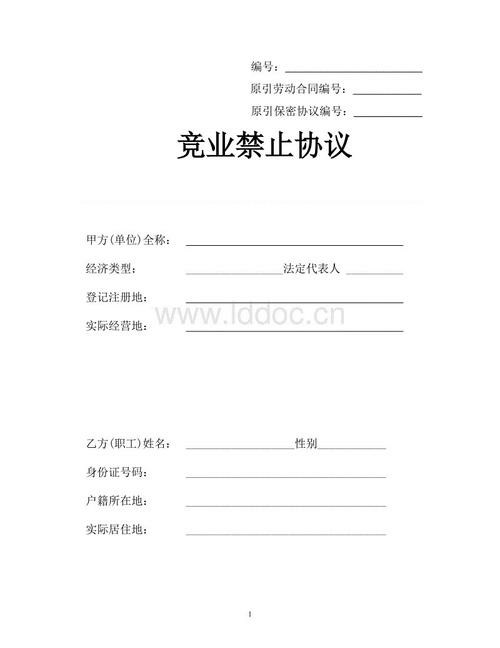 编号：
原引劳动合同编号：
原引保密协议编号：
竞业禁止协议
甲方(单位)全称：
经济类型： 法定代表人
登记注册地：
www.lddoc.cn
实际经营地：
乙方(职工)姓名： 性别
身份证号码：
户籍所在地：
实际居住地：
1